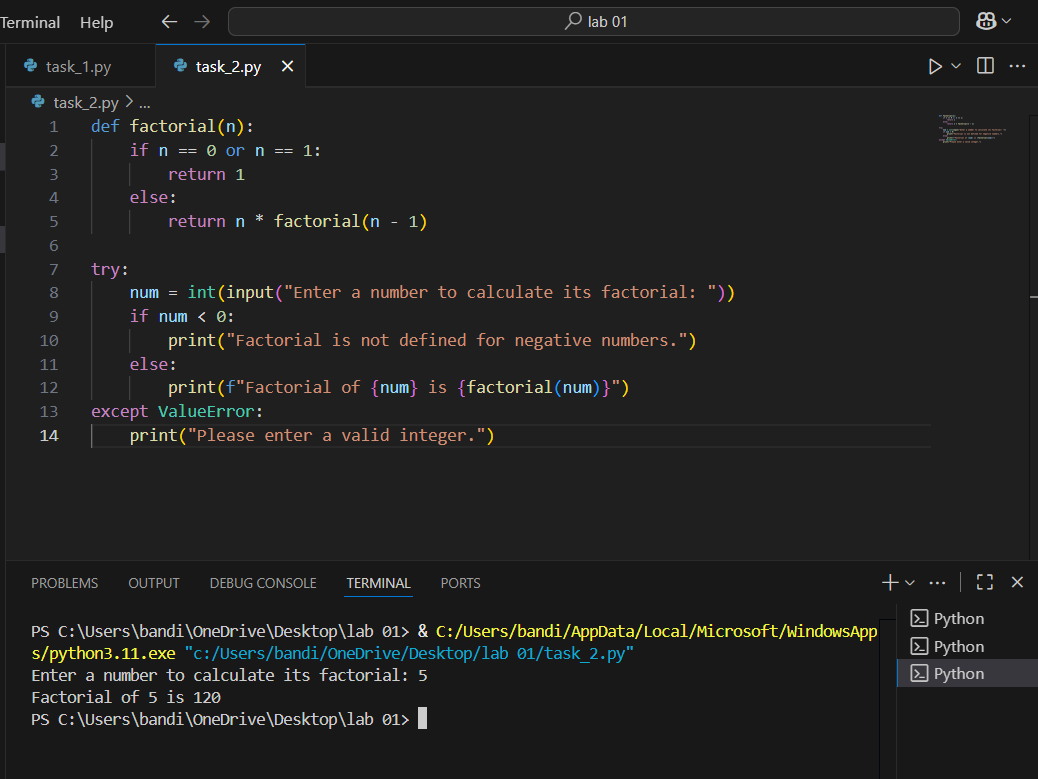 Terminal Help lab 01
task_1.py task_2.py
task_2.py > ...
1 def factorial(n):
2     if n == 0 or n == 1:
3         return 1
4     else:
5         return n * factorial(n - 1)
6
7 try:
8     num = int(input("Enter a number to calculate its factorial: "))
9     if num < 0:
10         print("Factorial is not defined for negative numbers.")
11     else:
12         print(f"Factorial of {num} is {factorial(num)}")
13 except ValueError:
14     print("Please enter a valid integer.")
PROBLEMS OUTPUT DEBUG CONSOLE TERMINAL PORTS
PS C:\Users\bandi\OneDrive\Desktop\lab 01> & C:/Users/bandi/AppData/Local/Microsoft/WindowsApp
s/python3.11.exe "c:/Users/bandi/OneDrive/Desktop/lab 01/task_2.py"
Enter a number to calculate its factorial: 5
Factorial of 5 is 120
PS C:\Users\bandi\OneDrive\Desktop\lab 01>
Python
Python
Python